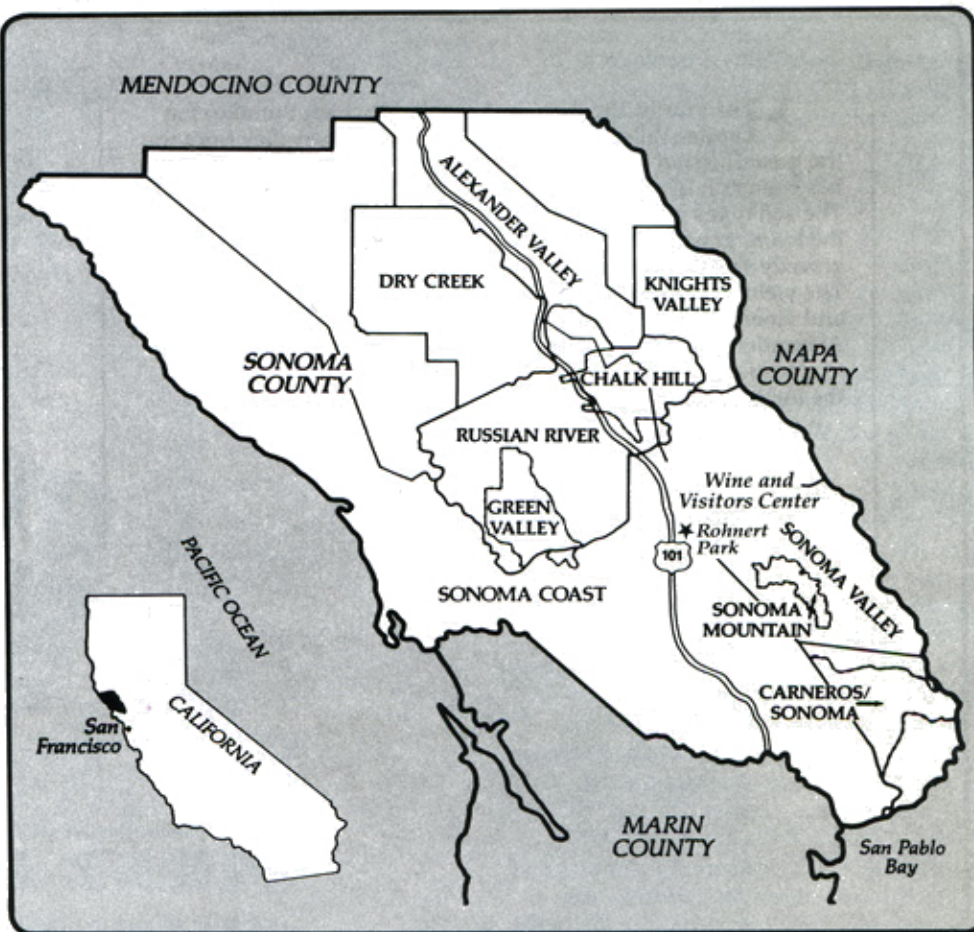 MENDOCINO COUNTY
ALEXANDER VALLEY
DRY CREEK
KNIGHTS
VALLEY
SONOMA
COUNTY
NAPA
COUNTY
CHALK HILL
RUSSIAN RIVER
GREEN
VALLEY
Wine and
Visitors Center
Rohnert
Park
101
SONOMA VALLEY
PACIFIC OCEAN
SONOMA COAST
SONOMA
MOUNTAIN
CARNEROS/
SONOMA
San
Francisco
CALIFORNIA
MARIN
COUNTY
San Pablo
Bay